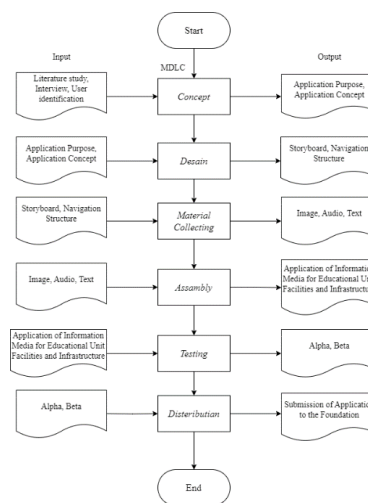 Start
Input
Output
MDLC
Literature study,
Interview, User
identification
Concept
Application Purpose,
Application Concept
Application Purpose,
Application Concept
Desain
Storyboard, Navigation
Structure
Storyboard, Navigation
Structure
Material
Collecting
Image, Audio, Text
Image, Audio, Text
Assambly
Application of Information
Media for Educational Unit
Facilities and Infrastructure
Application of Information
Media for Educational Unit
Facilities and Infrastructure
Testing
Alpha, Beta
Alpha, Beta
Disteribution
Submission of Application
to the Foundation
End